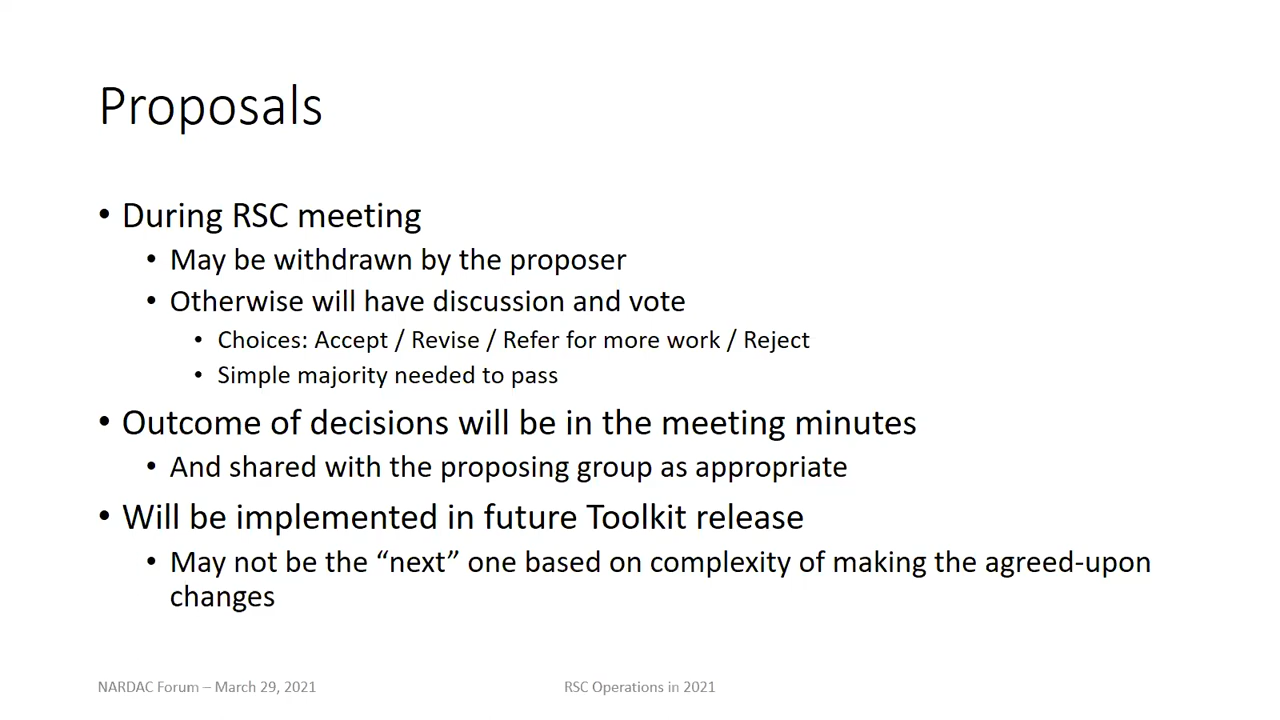 Proposals
• During RSC meeting
• May be withdrawn by the proposer
• Otherwise will have discussion and vote
• Choices: Accept / Revise / Refer for more work / Reject
• Simple majority needed to pass
• Outcome of decisions will be in the meeting minutes
• And shared with the proposing group as appropriate
• Will be implemented in future Toolkit release
• May not be the “next” one based on complexity of making the agreed-upon
changes
NARDAC Forum – March 29, 2021
RSC Operations in 2021